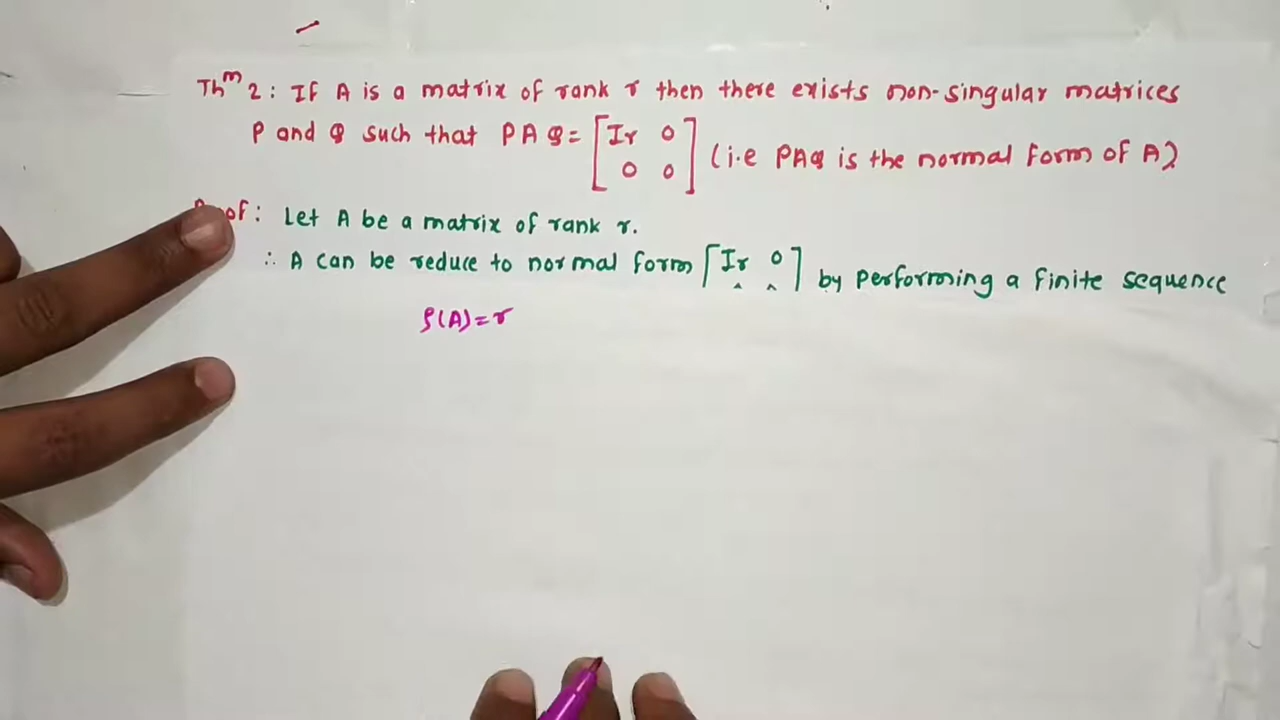 Thᵐ 2: If A is a matrix of rank r then there exists non-singular matrices
P and Q such that PAQ = [Ir 0 0 0] (i.e PAQ is the normal form of A)
Proof: Let A be a matrix of rank r.
∴ A can be reduce to normal form [Ir 0 by performing a finite sequence
ρ(A)=r